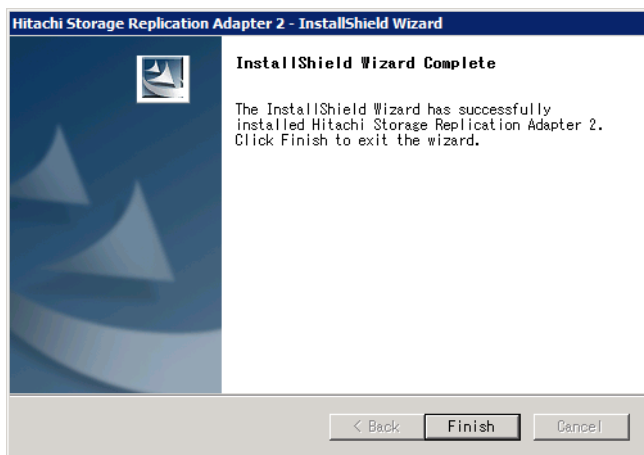 Hitachi Storage Replication Adapter 2 - InstallShield Wizard
InstallShield Wizard Complete
The InstallShield Wizard has successfully
installed Hitachi Storage Replication Adapter 2.
Click Finish to exit the wizard.
< Back
Finish
Cancel